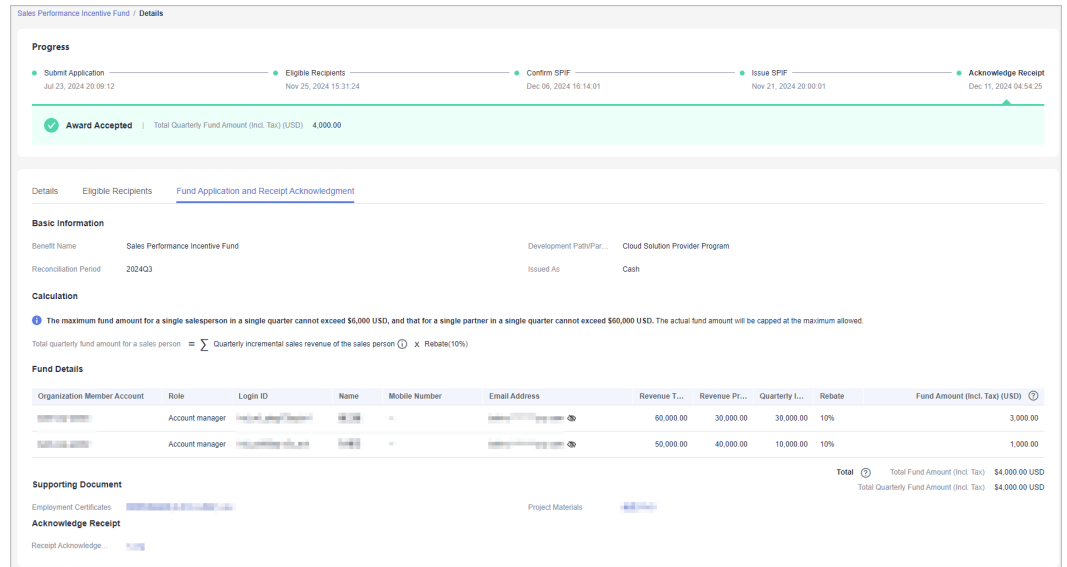 Sales Performance Incentive Fund / Details
Progress
Submit Application
Jul 23, 2024 20:09:12
Eligible Recipients
Nov 25, 2024 15:31:24
Confirm SPIF
Dec 06, 2024 16:14:01
Issue SPIF
Nov 21, 2024 20:00:01
Acknowledge Receipt
Dec 11, 2024 04:54:25
Award Accepted | Total Quarterly Fund Amount (Incl. Tax) (USD) 4,000.00
Details Eligible Recipients Fund Application and Receipt Acknowledgment
Basic Information
Benefit Name Sales Performance Incentive Fund Development Path/Par... Cloud Solution Provider Program
Reconciliation Period 2024Q3 Issued As Cash
Calculation
The maximum fund amount for a single salesperson in a single quarter cannot exceed $6,000 USD, and that for a single partner in a single quarter cannot exceed $60,000 USD. The actual fund amount will be capped at the maximum allowed.
Total quarterly fund amount for a sales person = ∑ Quarterly incremental sales revenue of the sales person x Rebate(10%)
Fund Details
Organization Member Account Role Login ID Name Mobile Number Email Address Revenue T... Revenue Pr... Quarterly I... Rebate Fund Amount (Incl. Tax) (USD)
Account manager 60,000.00 30,000.00 30,000.00 10% 3,000.00
Account manager 50,000.00 40,000.00 10,000.00 10% 1,000.00
Total Total Fund Amount (Incl. Tax) $4,000.00 USD
Total Quarterly Fund Amount (Incl. Tax) $4,000.00 USD
Supporting Document
Employment Certificates Project Materials
Acknowledge Receipt
Receipt Acknowledge...